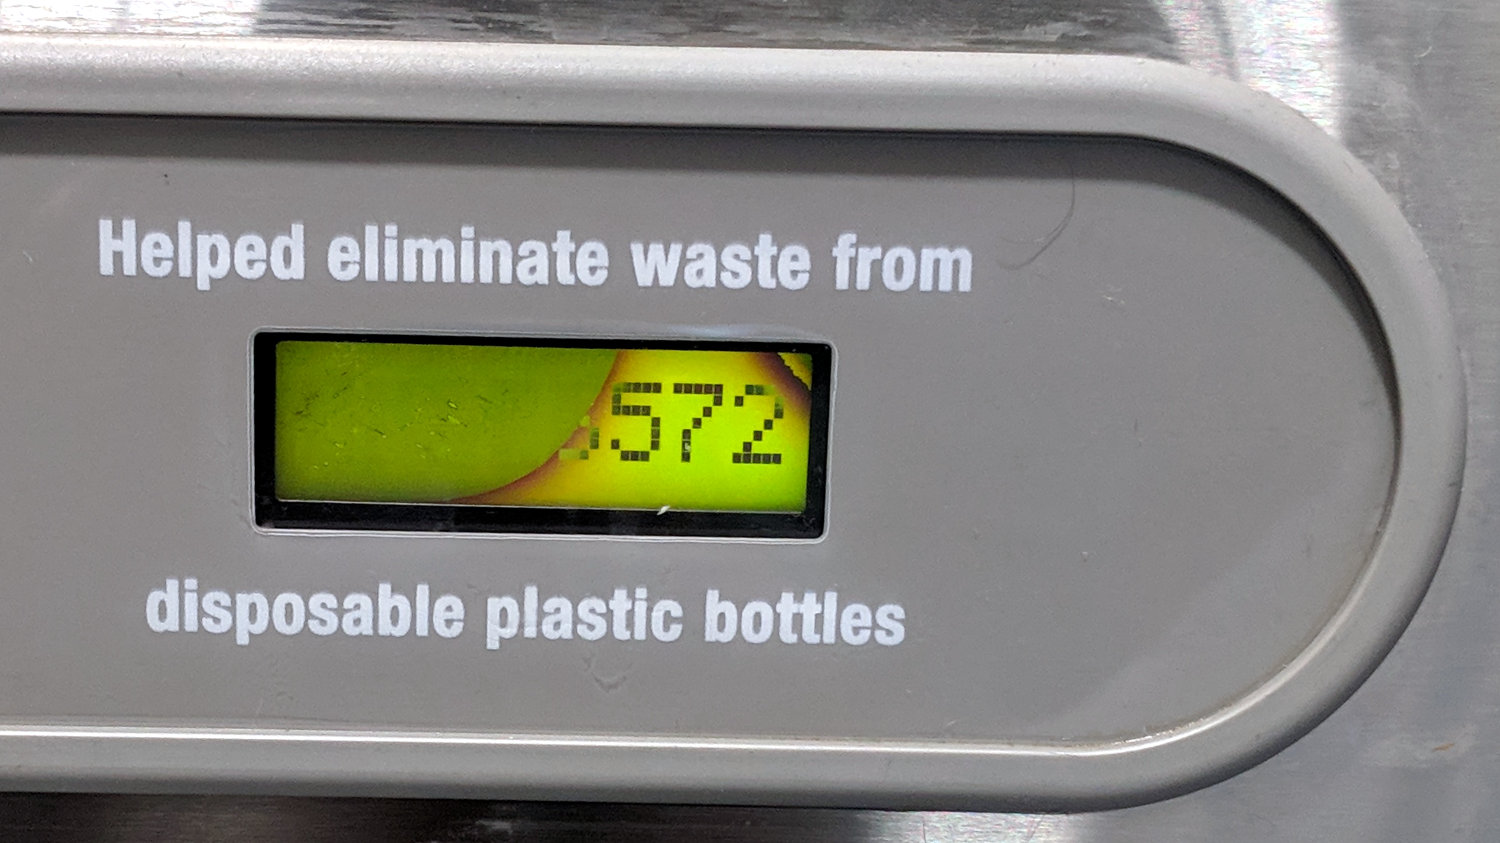 Helped eliminate waste from
572
disposable plastic bottles